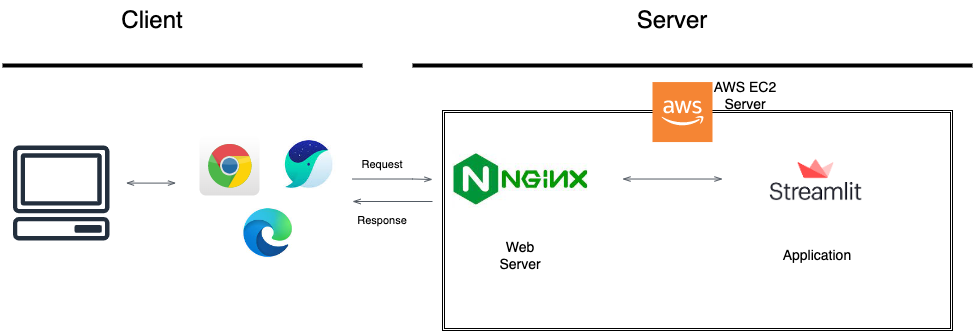 Client
Server
aws
AWS EC2
Server
Request
Response
NGINX
Streamlit
Web
Server
Application